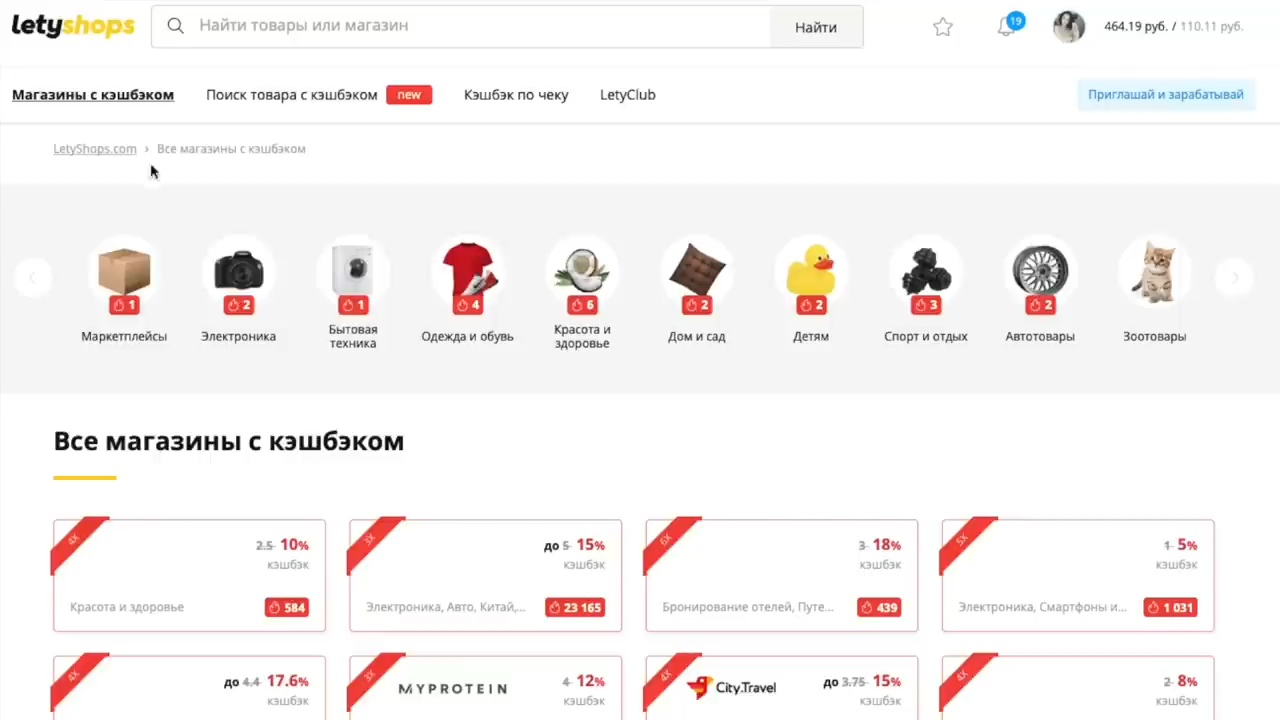 letyshops
Найти товары или магазин
Найти
19
464.19 руб. / 110.11 руб.
Магазины с кэшбэком
Поиск товара с кэшбэком new
Кэшбэк по чеку
LetyClub
Приглашай и зарабатывай
LetyShops.com › Все магазины с кэшбэком
1
2
1
4
6
2
2
3
2
Маркетплейсы
Электроника
Бытовая
техника
Одежда и обувь
Красота и
здоровье
Дом и сад
Детям
Спорт и отдых
Автотовары
Зоотовары
Все магазины с кэшбэком
4X
2.5 10%
кэшбэк
Красота и здоровье
584
3X
до 5 15%
кэшбэк
Электроника, Авто, Китай,...
23 165
6X
3 18%
кэшбэк
Бронирование отелей, Путе...
439
5X
1 5%
кэшбэк
Электроника, Смартфоны и...
1 031
4X
до 4.4 17.6%
кэшбэк
3X
MYPROTEIN
4 12%
кэшбэк
4X
City.Travel
до 3.75 15%
кэшбэк
4X
2 8%
кэшбэк